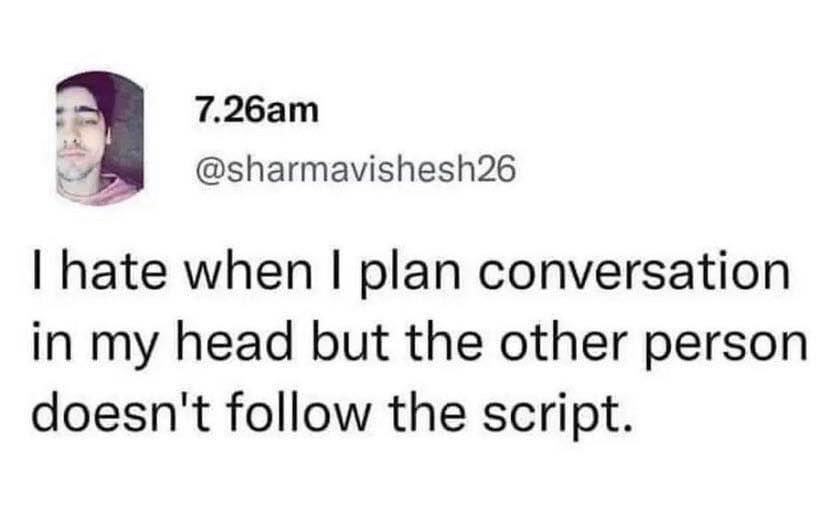 7.26am
@sharmavishesh26
I hate when I plan conversation
in my head but the other person
doesn't follow the script.